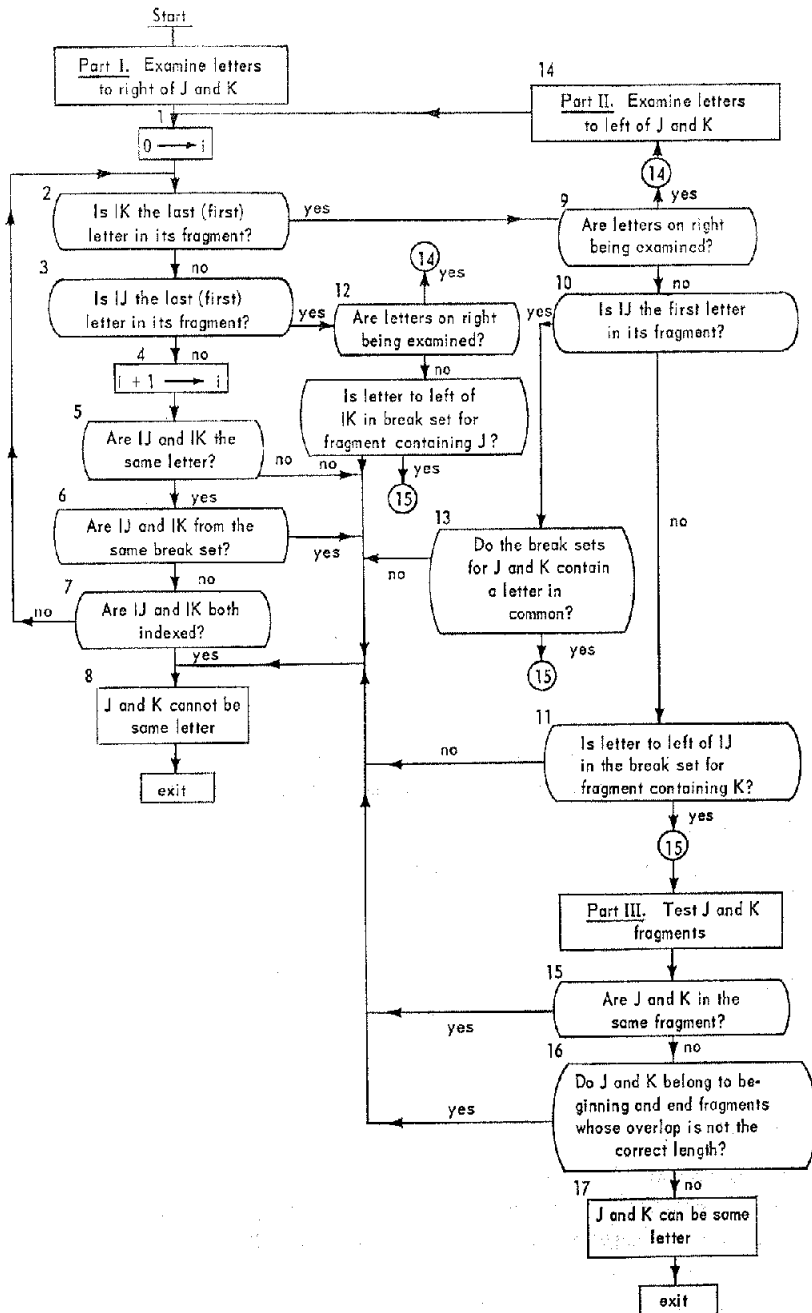 Start
Part I. Examine letters
to right of J and K
1
0 → i
2
Is IK the last (first)
letter in its fragment?
yes
no
3
Is IJ the last (first)
letter in its fragment?
yes
no
4
i + 1 → i
5
Are IJ and IK the
same letter?
no
yes
6
Are IJ and IK from the
same break set?
yes
no
7
Are IJ and IK both
indexed?
no
yes
8
J and K cannot be
same letter
exit
14
yes
12
Are letters on right
being examined?
no
Is letter to left of
IK in break set for
fragment containing J?
no
yes
15
14
Part II. Examine letters
to left of J and K
14
yes
9
Are letters on right
being examined?
no
10
Is IJ the first letter
in its fragment?
yes
no
13
Do the break sets
for J and K contain
a letter in
common?
no
yes
15
11
Is letter to left of IJ
in the break set for
fragment containing K?
no
yes
15
Part III. Test J and K
fragments
15
Are J and K in the
same fragment?
yes
no
16
Do J and K belong to be-
ginning and end fragments
whose overlap is not the
correct length?
yes
no
17
J and K can be same
letter
exit